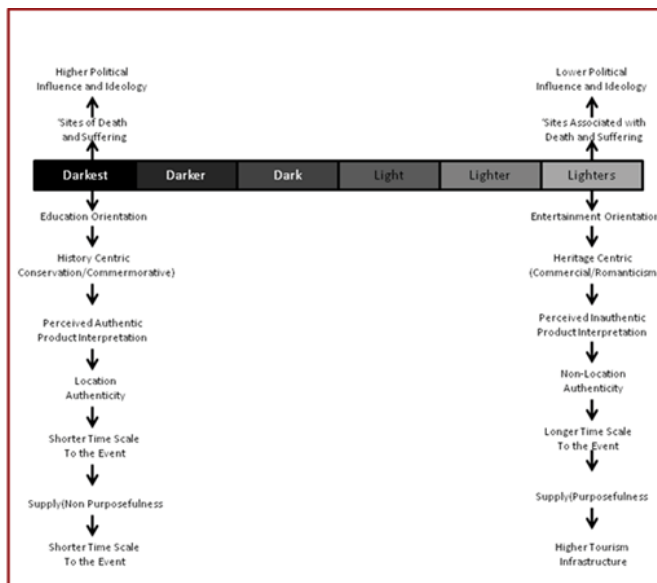 Higher Political
Influence and Ideology
'Sites of Death
and Suffering
Lower Political
Influence and Ideology
'Sites Associated with
Death and Suffering
Darkest Darker Dark Light Lighter Lighters
Education Orientation
History Centric
Conservation/Commermorative)
Perceived Authentic
Product Interpretation
Location
Authenticity
Shorter Time Scale
To the Event
Supply(Non Purposefulness
Shorter Time Scale
To the Event
Entertainment Orientation
Heritage Centric
(Commercial/Romanticism
Perceived Inauthentic
Product Interpretation
Non-Location
Authenticity
Longer Time Scale
To the Event
Supply(Purposefulness
Higher Tourism
Infrastructure